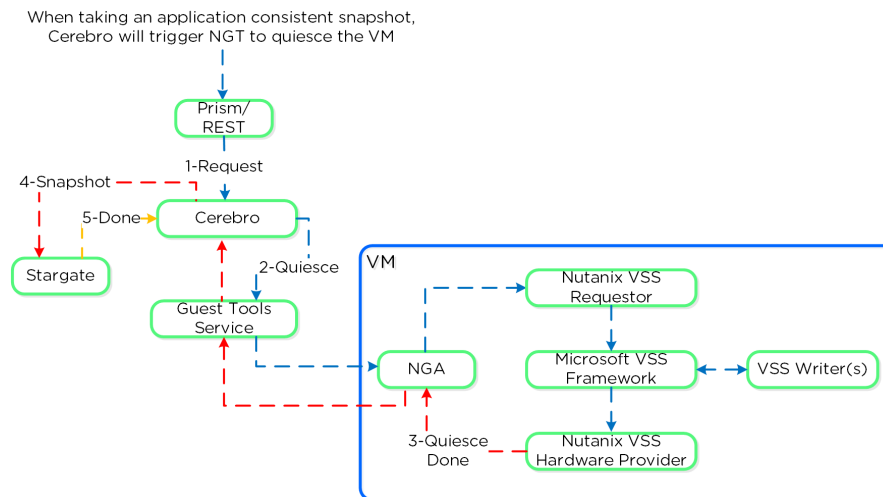 When taking an application consistent snapshot,
Cerebro will trigger NGT to quiesce the VM
Prism/
REST
1-Request
4-Snapshot
5-Done
Cerebro
Stargate
2-Quiesce
Guest Tools
Service
VM
Nutanix VSS
Requestor
NGA
Microsoft VSS
Framework
VSS Writer(s)
3-Quiesce
Done
Nutanix VSS
Hardware Provider